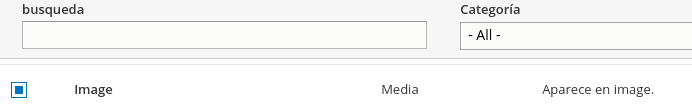 busqueda Categoría
- All -
Image Media Aparece en image.